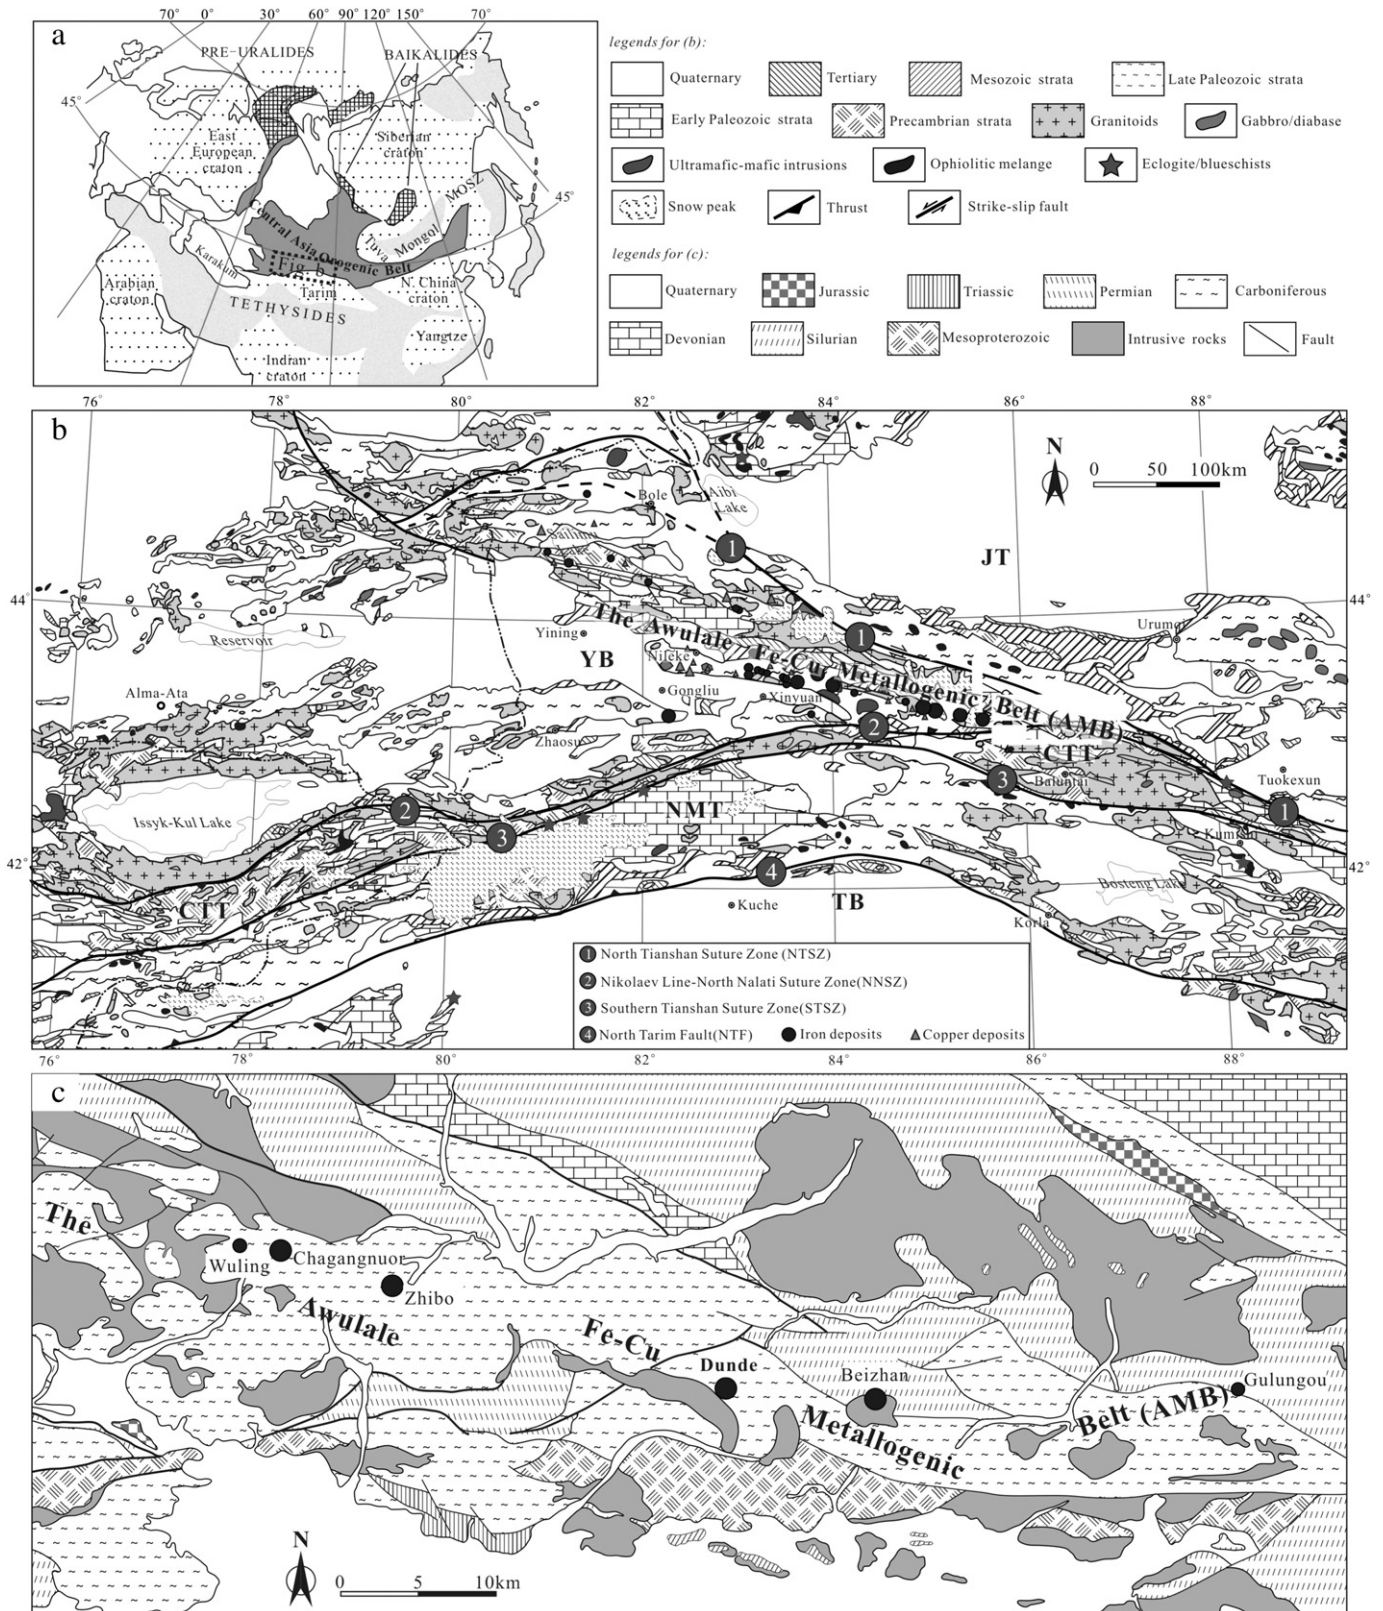 70° 0° 30° 60° 90° 120° 150° 70°
a
PRE-URALIDES
BAIKALIDES
45°
East
European
craton
Siberian
craton
MOSZ
45°
Central Asia Orogenic Belt
Tuva Mongol
Karakum
Fig. b
Arabian
craton
Tarim
N. China
craton
TETHYSIDES
Yangtze
Indian
craton
legends for (b):
Quaternary
Tertiary
Mesozoic strata
Late Paleozoic strata
Early Paleozoic strata
Precambrian strata
Granitoids
Gabbro/diabase
Ultramafic-mafic intrusions
Ophiolitic melange
Eclogite/blueschists
Snow peak
Thrust
Strike-slip fault
legends for (c):
Quaternary
Jurassic
Triassic
Permian
Carboniferous
Devonian
Silurian
Mesoproterozoic
Intrusive rocks
Fault
76° 78° 80° 82° 84° 86° 88°
b
N
0 50 100km
Bole
Aibi
Lake
1
JT
44°
44°
The Awulale Fe-Cu Metallogenic Belt (AMB)
1
Urumqi
Reservoir
Yining
YB
Nileke
Alma-Ata
Gongliu
Xinyuan
2
Zhaosu
CTT
3
Tuokexun
Issyk-Kul Lake
2
NMT
1
3
42°
42°
4
CTT
Bosteng Lake
Kuche
TB
Korla
1 North Tianshan Suture Zone (NTSZ)
2 Nikolaev Line-North Nalati Suture Zone(NNSZ)
3 Southern Tianshan Suture Zone(STSZ)
4 North Tarim Fault(NTF)
Iron deposits
Copper deposits
76° 78° 80° 82° 84° 86° 88°
c
The Awulale Fe-Cu Metallogenic Belt (AMB)
Wuling
Chagangnuor
Zhibo
Dunde
Beizhan
Gulungou
N
0 5 10km